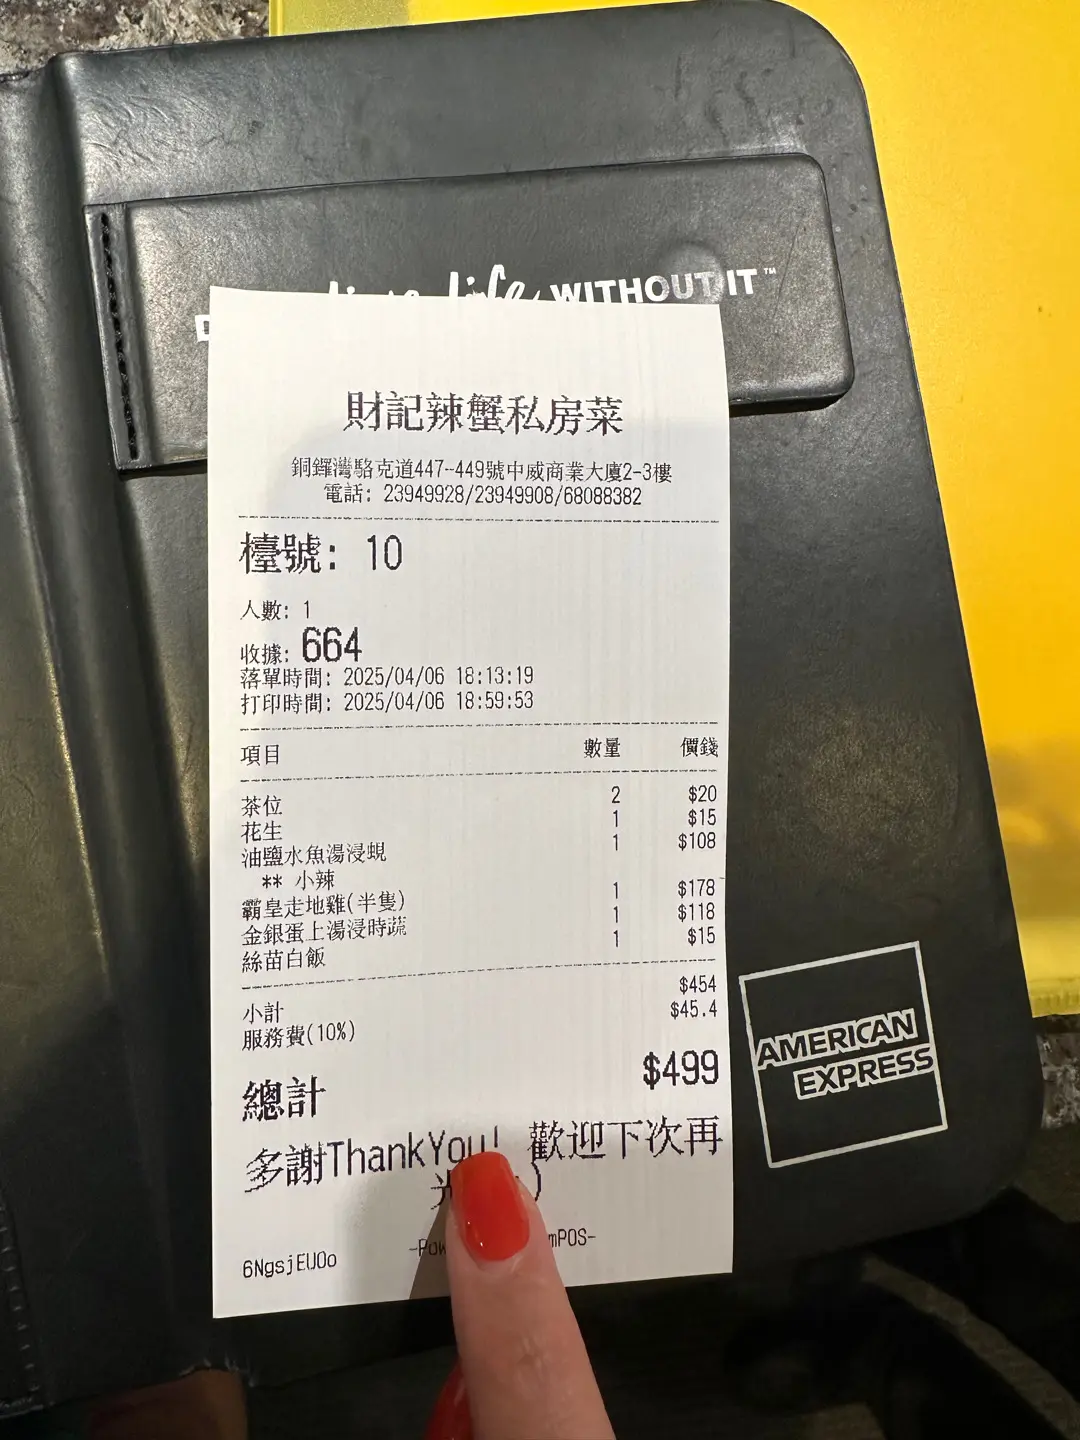 life WITHOUT IT™
D
財記辣蟹私房菜
銅鑼灣駱克道447-449號中威商業大廈2-3樓
電話: 23949928/23949908/68088382
檯號: 10
人數: 1
收據: 664
落單時間: 2025/04/06 18:13:19
打印時間: 2025/04/06 18:59:53
項目 數量 價錢
茶位 2 $20
花生 1 $15
油鹽水魚湯浸蜆 1 $108
** 小辣
霸皇走地雞(半隻) 1 $178
金銀蛋上湯浸時蔬 1 $118
絲苗白飯 1 $15
小計 $454
服務費(10%) $45.4
總計 $499
多謝ThankYou! 歡迎下次再
光 )
6NgsjEUOo -Pow mPOS-
AMERICAN
EXPRESS